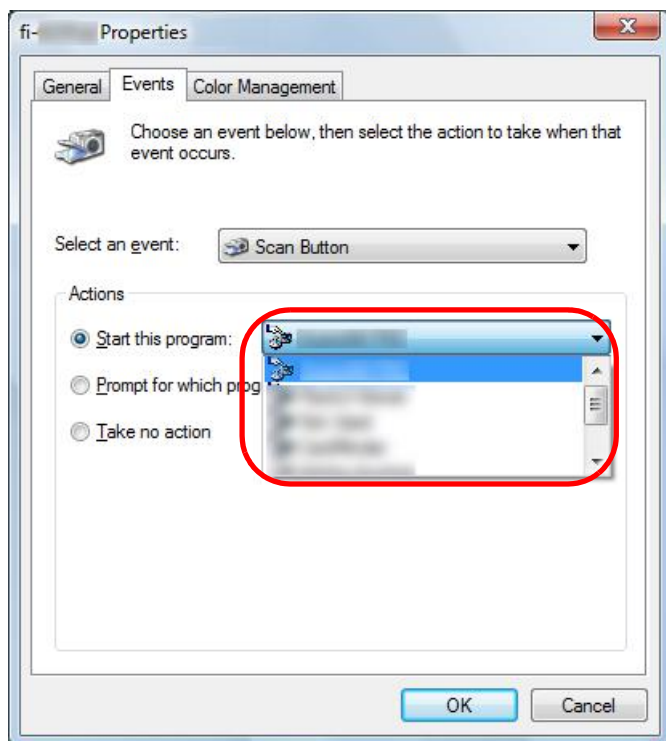 fi- Properties
General Events Color Management
Choose an event below, then select the action to take when that
event occurs.
Select an event: Scan Button
Actions
Start this program:
Prompt for which prog
Take no action
OK Cancel